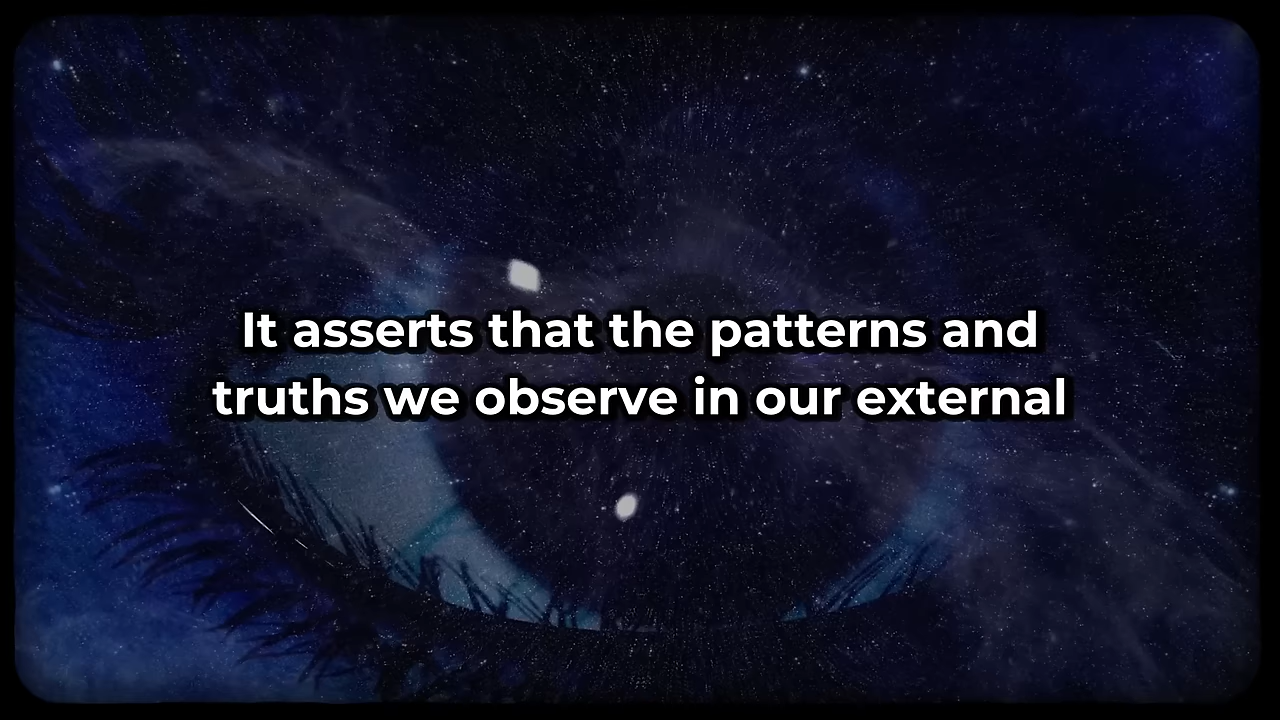 It asserts that the patterns and
truths we observe in our external